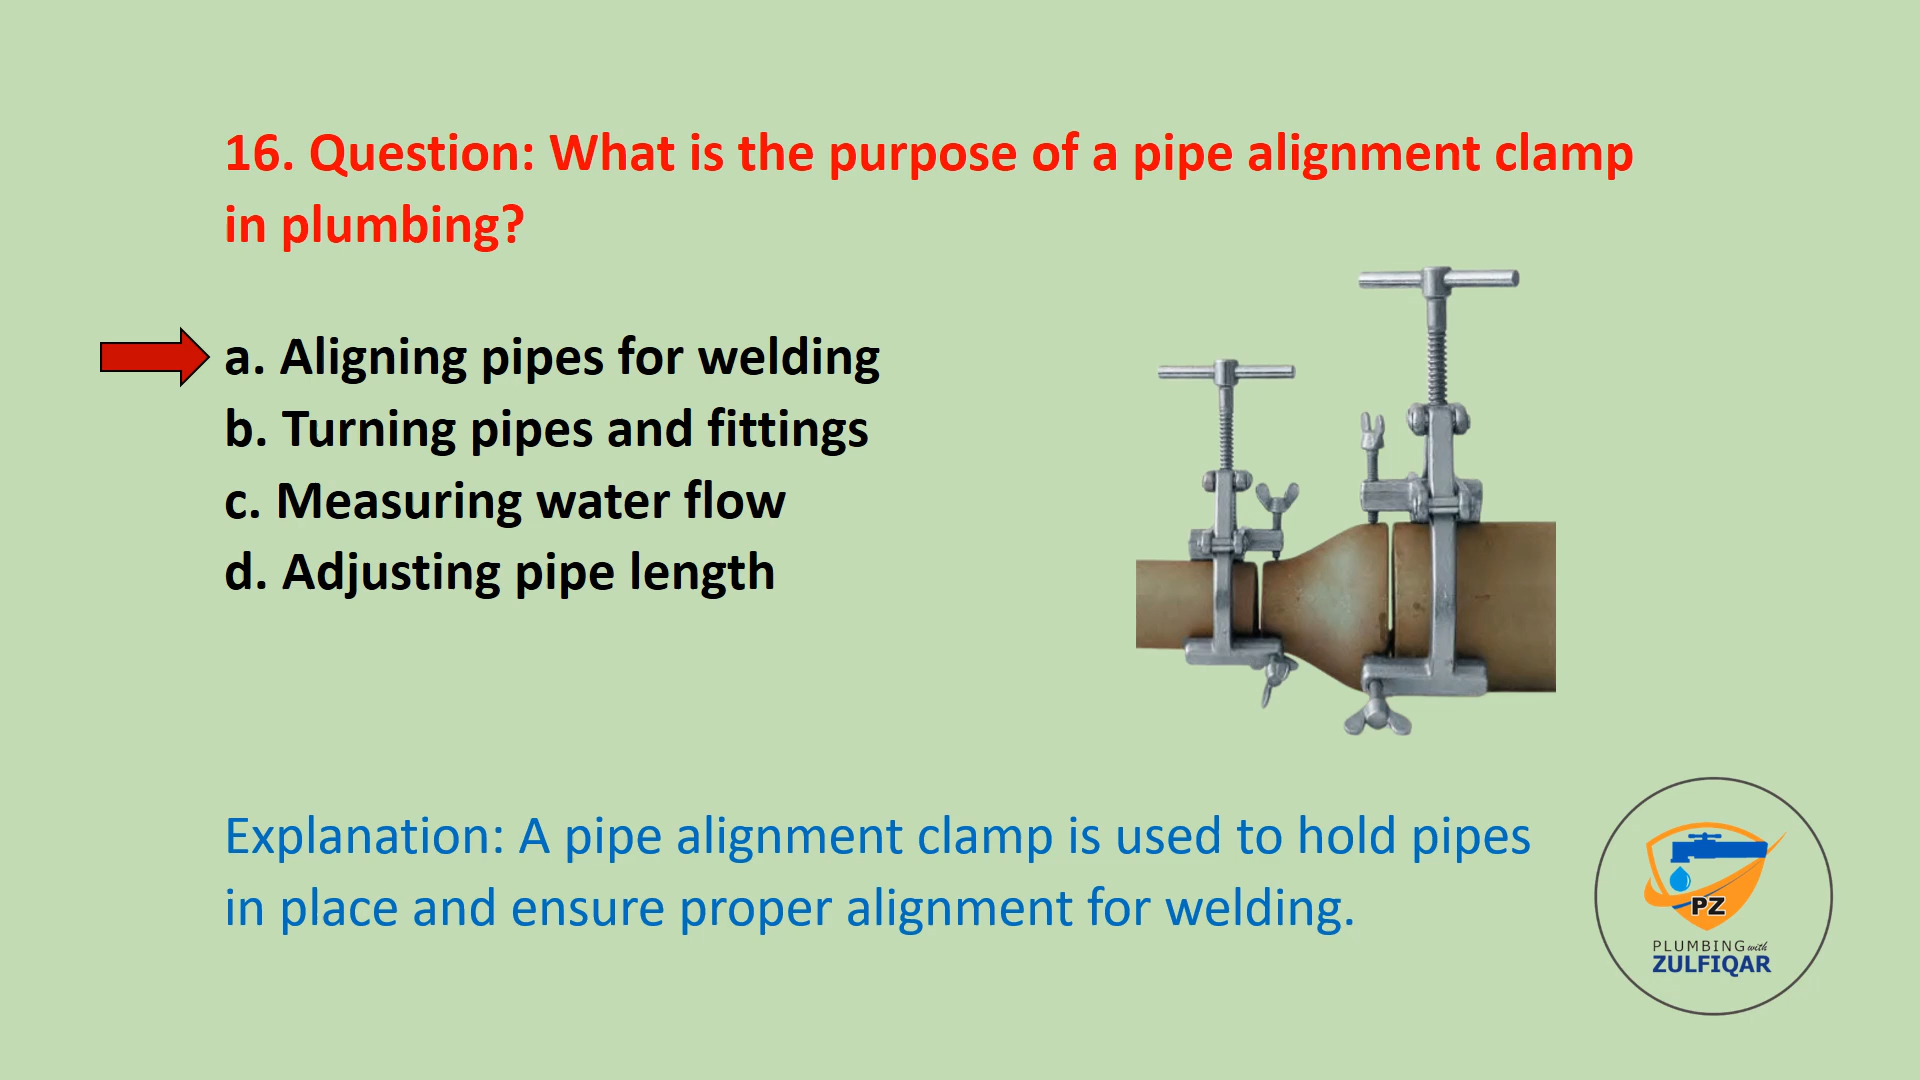 16. Question: What is the purpose of a pipe alignment clamp
in plumbing?
a. Aligning pipes for welding
b. Turning pipes and fittings
c. Measuring water flow
d. Adjusting pipe length
Explanation: A pipe alignment clamp is used to hold pipes
in place and ensure proper alignment for welding.
PZ
PLUMBING with
ZULFIQAR